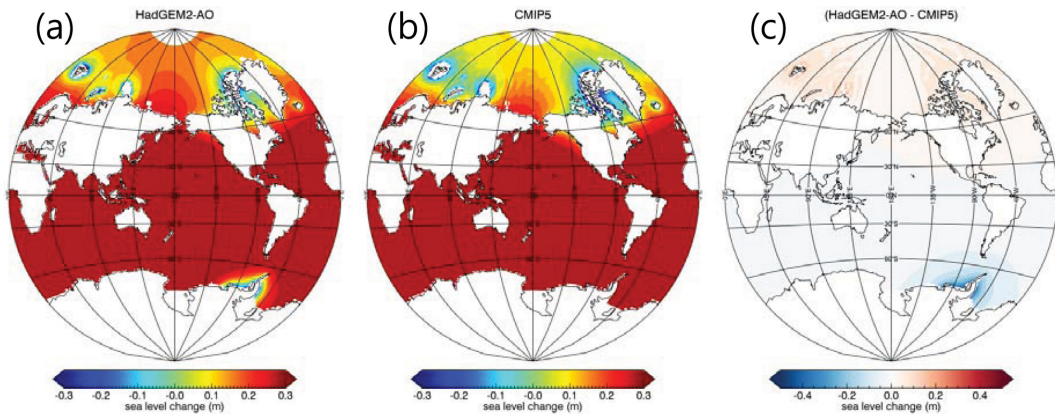 (a) HadGEM2-AO
(b) CMIP5
(c) (HadGEM2-AO - CMIP5)
-0.3 -0.2 -0.1 -0.0 0.1 0.2 0.3
sea level change (m)
-0.3 -0.2 -0.1 -0.0 0.1 0.2 0.3
sea level change (m)
-0.4 -0.2 0.0 0.2 0.4
sea level change (m)